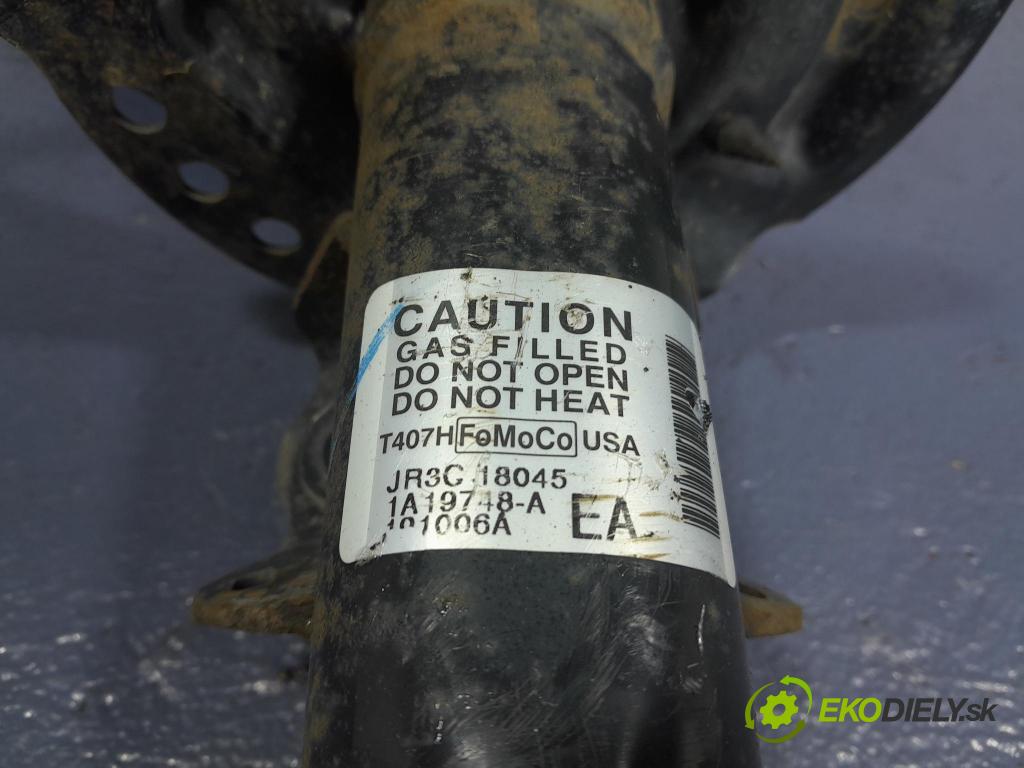 CAUTION
GAS FILLED
DO NOT OPEN
DO NOT HEAT
T407H FoMoCo USA
JR3C 18045
1A19748-A
EA
EKODIELY.sk